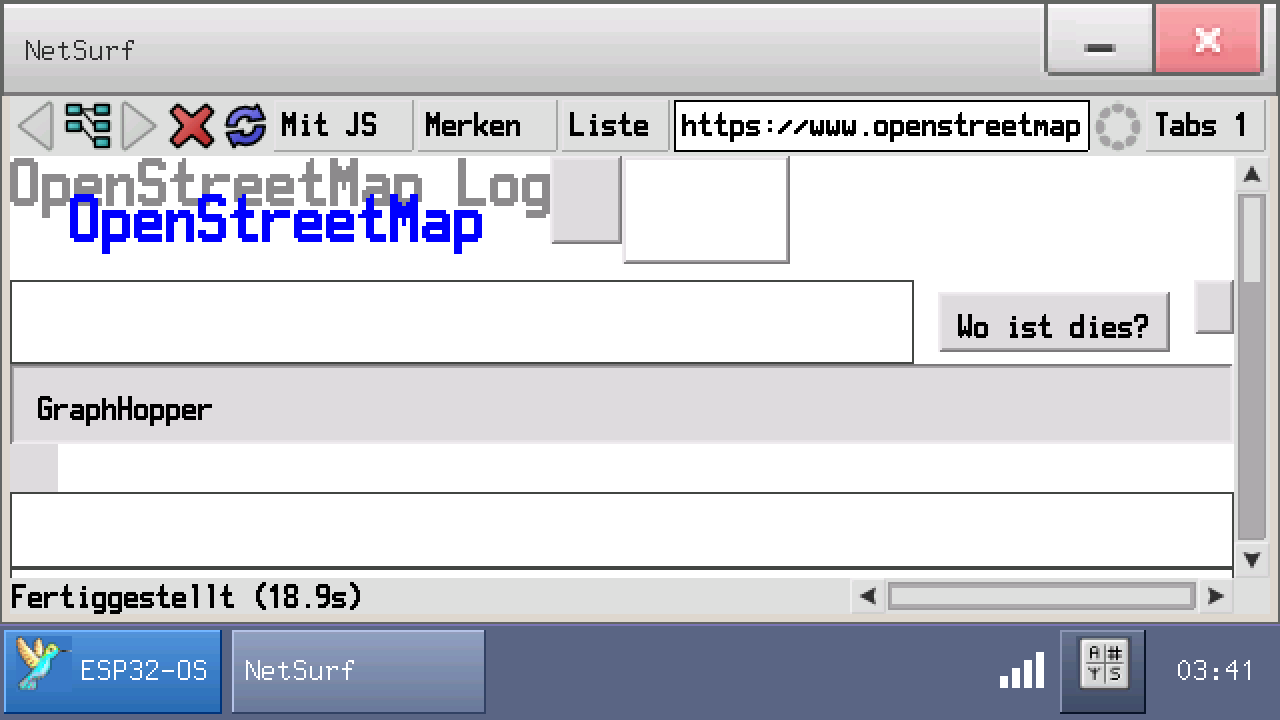 NetSurf
Mit JS Merken Liste https://www.openstreetmap Tabs 1
OpenStreetMap Log
OpenStreetMap
Wo ist dies?
GraphHopper
Fertiggestellt (18.9s)
ESP32-OS NetSurf A # Y S 03:41